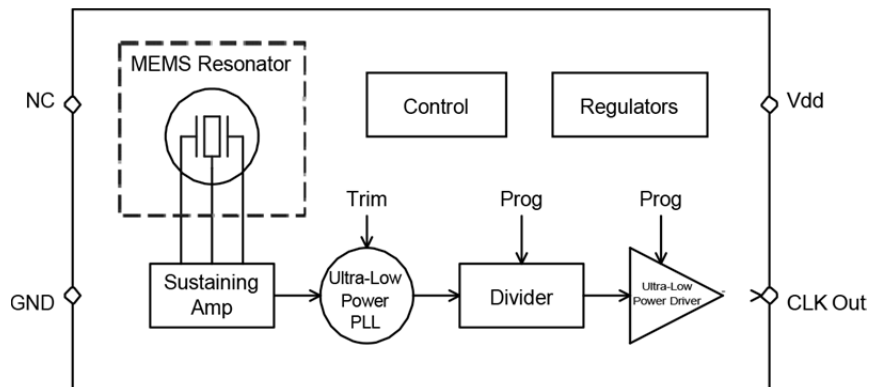 MEMS Resonator
NC
Control
Regulators
Vdd
Trim
Prog
Prog
GND
Sustaining
Amp
Ultra-Low
Power
PLL
Divider
Ultra-Low
Power Driver
CLK Out